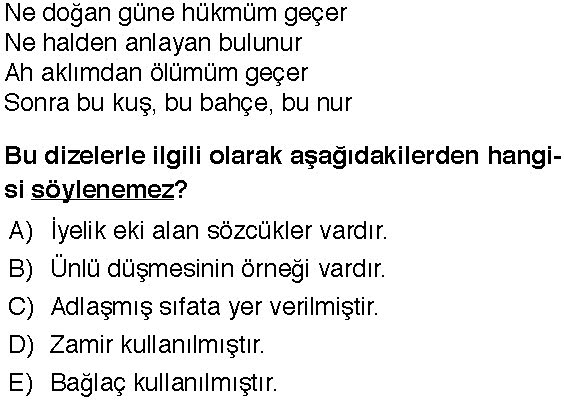 Ne doğan güne hükmüm geçer
Ne halden anlayan bulunur
Ah aklımdan ölümüm geçer
Sonra bu kuş, bu bahçe, bu nur
Bu dizelerle ilgili olarak aşağıdakilerden hangi-
si söylenemez?
A) İyelik eki alan sözcükler vardır.
B) Ünlü düşmesinin örneği vardır.
C) Adlaşmış sıfata yer verilmiştir.
D) Zamir kullanılmıştır.
E) Bağlaç kullanılmıştır.